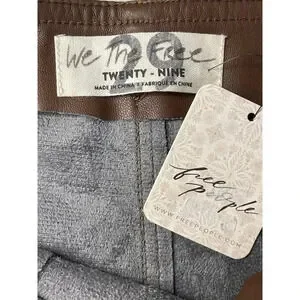 We The Free
29
TWENTY - NINE
MADE IN CHINA / FABRIQUÉ EN CHINE
free
people
WWW.FREEPEOPLE.COM